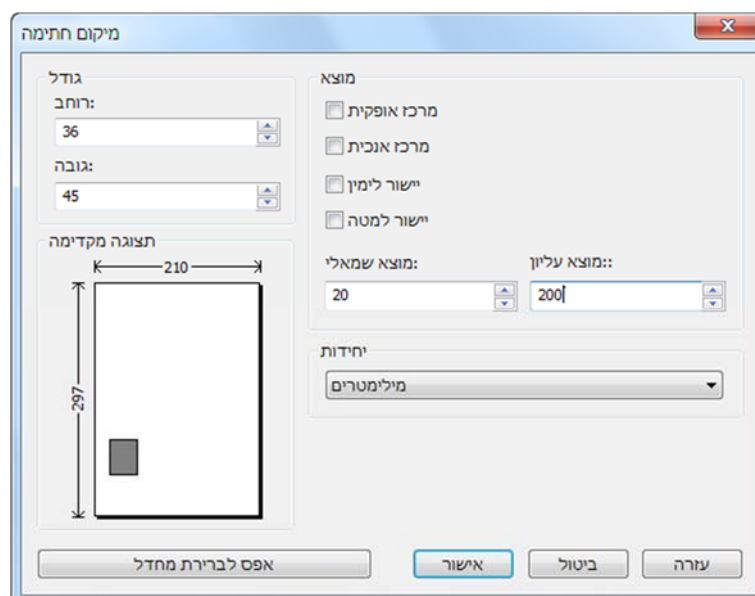 מיקום חתימה
גודל
רוחב:
36
גובה:
45
תצוגה מקדימה
210
297
מוצא
מרכז אופקית
מרכז אנכית
יישור לימין
יישור למטה
מוצא שמאלי:
20
מוצא עליון::
200
יחידות
מילימטרים
אפס לברירת מחדל
אישור
ביטול
עזרה